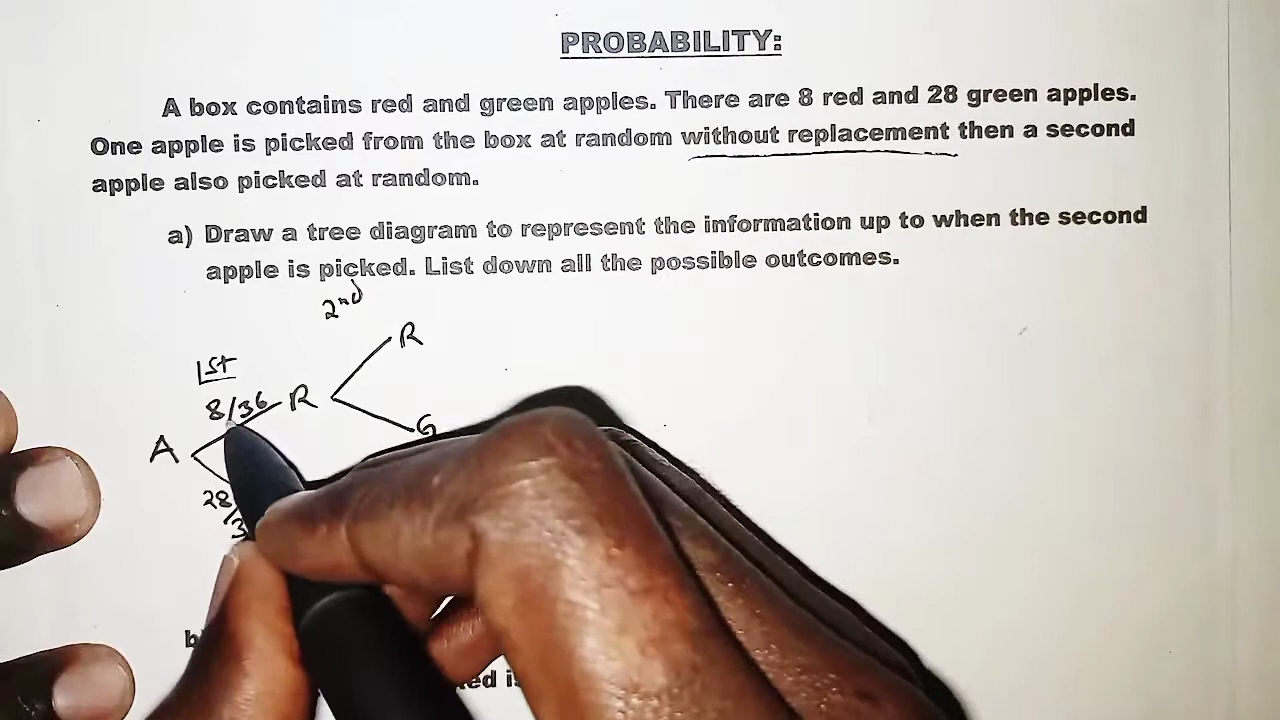 PROBABILITY:
A box contains red and green apples. There are 8 red and 28 green apples.
One apple is picked from the box at random without replacement then a second
apple also picked at random.
a) Draw a tree diagram to represent the information up to when the second
apple is picked. List down all the possible outcomes.
2nd
R
1st
8/36 R
G
A
28
/3
b